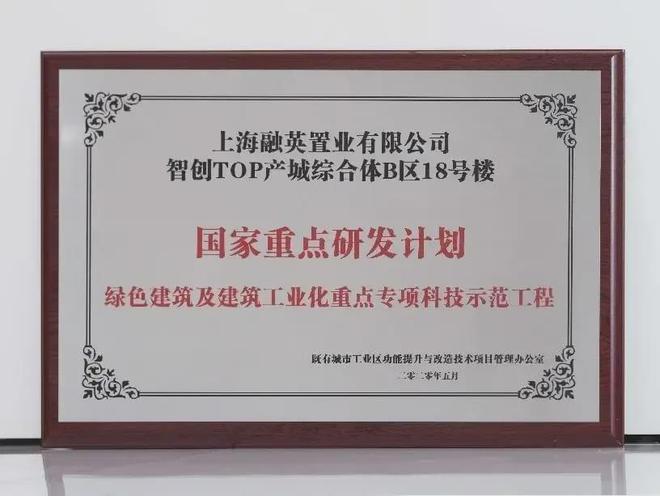 上海融英置业有限公司
智创TOP产城综合体B区18号楼
国家重点研发计划
绿色建筑及建筑工业化重点专项科技示范工程
既有城市工业区功能提升与改造技术项目管理办公室
二零二零年五月